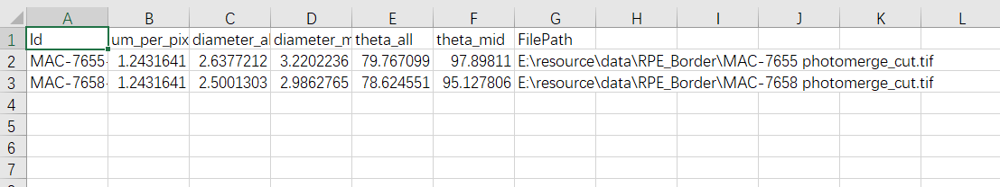 A B C D E F G H I J K L
1 Id um_per_pix diameter_al diameter_m theta_all theta_mid FilePath
2 MAC-7655- 1.2431641 2.6377212 3.2202236 79.767099 97.89811 E:\resource\data\RPE_Border\MAC-7655 photomerge_cut.tif
3 MAC-7658- 1.2431641 2.5001303 2.9862765 78.624551 95.127806 E:\resource\data\RPE_Border\MAC-7658 photomerge_cut.tif
4
5
6
7